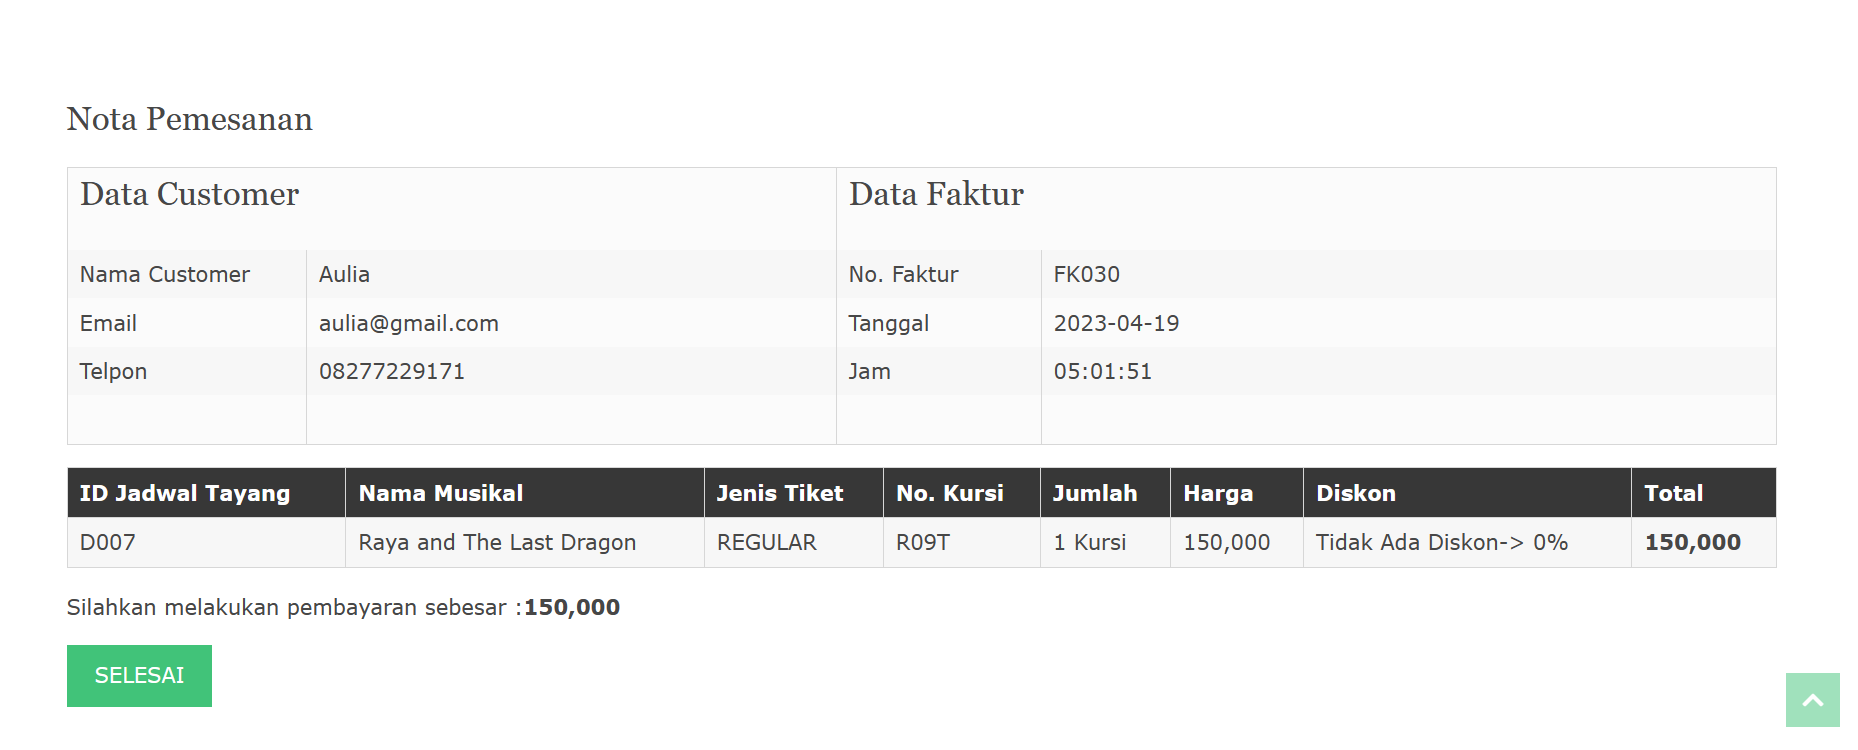 Nota Pemesanan
Data Customer Data Faktur
Nama Customer Aulia No. Faktur FK030
Email aulia@gmail.com Tanggal 2023-04-19
Telpon 08277229171 Jam 05:01:51
ID Jadwal Tayang Nama Musikal Jenis Tiket No. Kursi Jumlah Harga Diskon Total
D007 Raya and The Last Dragon REGULAR R09T 1 Kursi 150,000 Tidak Ada Diskon-> 0% 150,000
Silahkan melakukan pembayaran sebesar :150,000
SELESAI